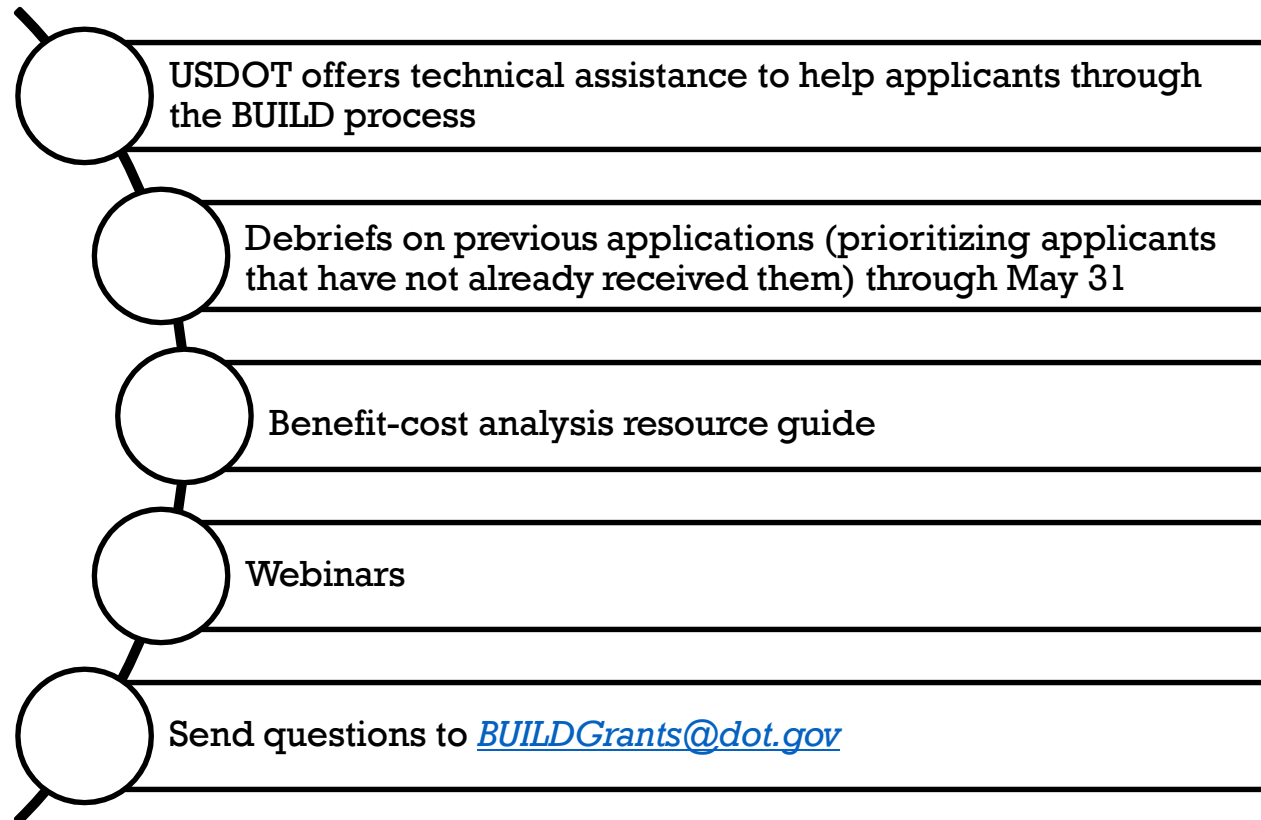 USDOT offers technical assistance to help applicants through
the BUILD process
Debriefs on previous applications (prioritizing applicants
that have not already received them) through May 31
Benefit-cost analysis resource guide
Webinars
Send questions to BUILDGrants@dot.gov